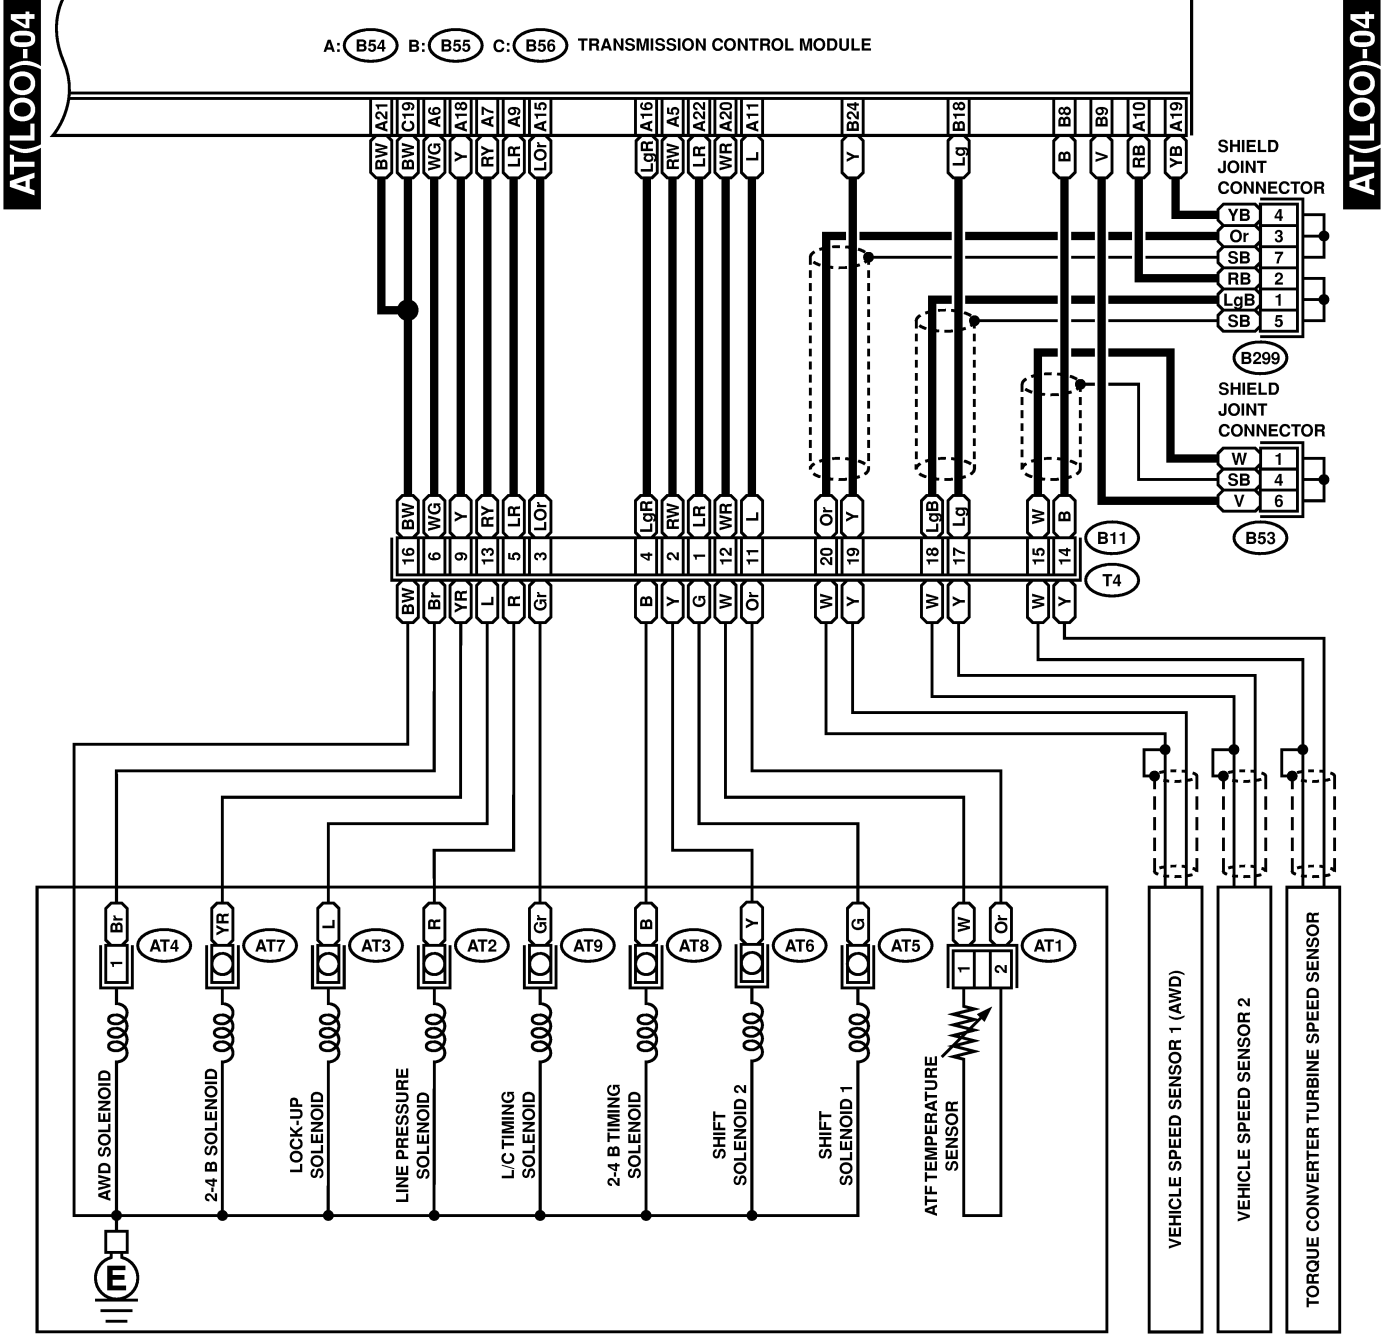 AT(LOO)-04
A: B54 B: B55 C: B56 TRANSMISSION CONTROL MODULE
AT(LOO)-04
A21 C19 A6 A18 A7 A9 A15 A16 A5 A22 A20 A11 B24 B18 B8 B9 A10 A19
BW BW WG Y RY LR LOr LgR RW LR WR L Y Lg B V RB YB
SHIELD
JOINT
CONNECTOR
YB 4
Or 3
SB 7
RB 2
LgB 1
SB 5
B299
SHIELD
JOINT
CONNECTOR
W 1
SB 4
V 6
B53
BW WG Y RY LR LOr LgR RW LR WR L Or Y LgB Lg W B
16 6 9 13 5 3 4 2 1 12 11 20 19 18 17 15 14
B11
T4
BW Br YR L R Gr B Y G W Or W Y W Y W Y
Br YR L R Gr B Y G W Or
1 AT4 AT7 AT3 AT2 AT9 AT8 AT6 AT5 1 2 AT1
AWD SOLENOID
2-4 B SOLENOID
LOCK-UP
SOLENOID
LINE PRESSURE
SOLENOID
L/C TIMING
SOLENOID
2-4 B TIMING
SOLENOID
SHIFT
SOLENOID 2
SHIFT
SOLENOID 1
ATF TEMPERATURE
SENSOR
VEHICLE SPEED SENSOR 1 (AWD)
VEHICLE SPEED SENSOR 2
TORQUE CONVERTER TURBINE SPEED SENSOR
E